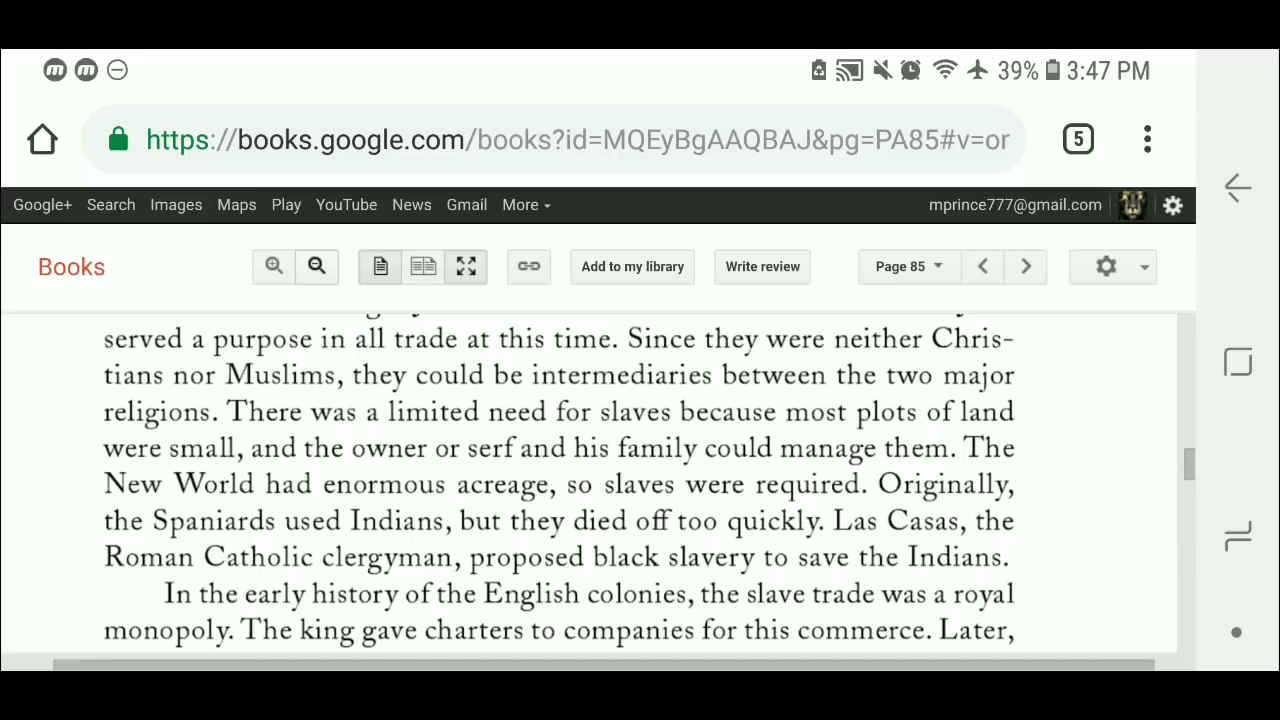 39% 3:47 PM
https://books.google.com/books?id=MQEyBgAAQBAJ&pg=PA85#v=or
5
Google+ Search Images Maps Play YouTube News Gmail More mprince777@gmail.com
Books Add to my library Write review Page 85
served a purpose in all trade at this time. Since they were neither Chris-
tians nor Muslims, they could be intermediaries between the two major
religions. There was a limited need for slaves because most plots of land
were small, and the owner or serf and his family could manage them. The
New World had enormous acreage, so slaves were required. Originally,
the Spaniards used Indians, but they died off too quickly. Las Casas, the
Roman Catholic clergyman, proposed black slavery to save the Indians.
In the early history of the English colonies, the slave trade was a royal
monopoly. The king gave charters to companies for this commerce. Later,